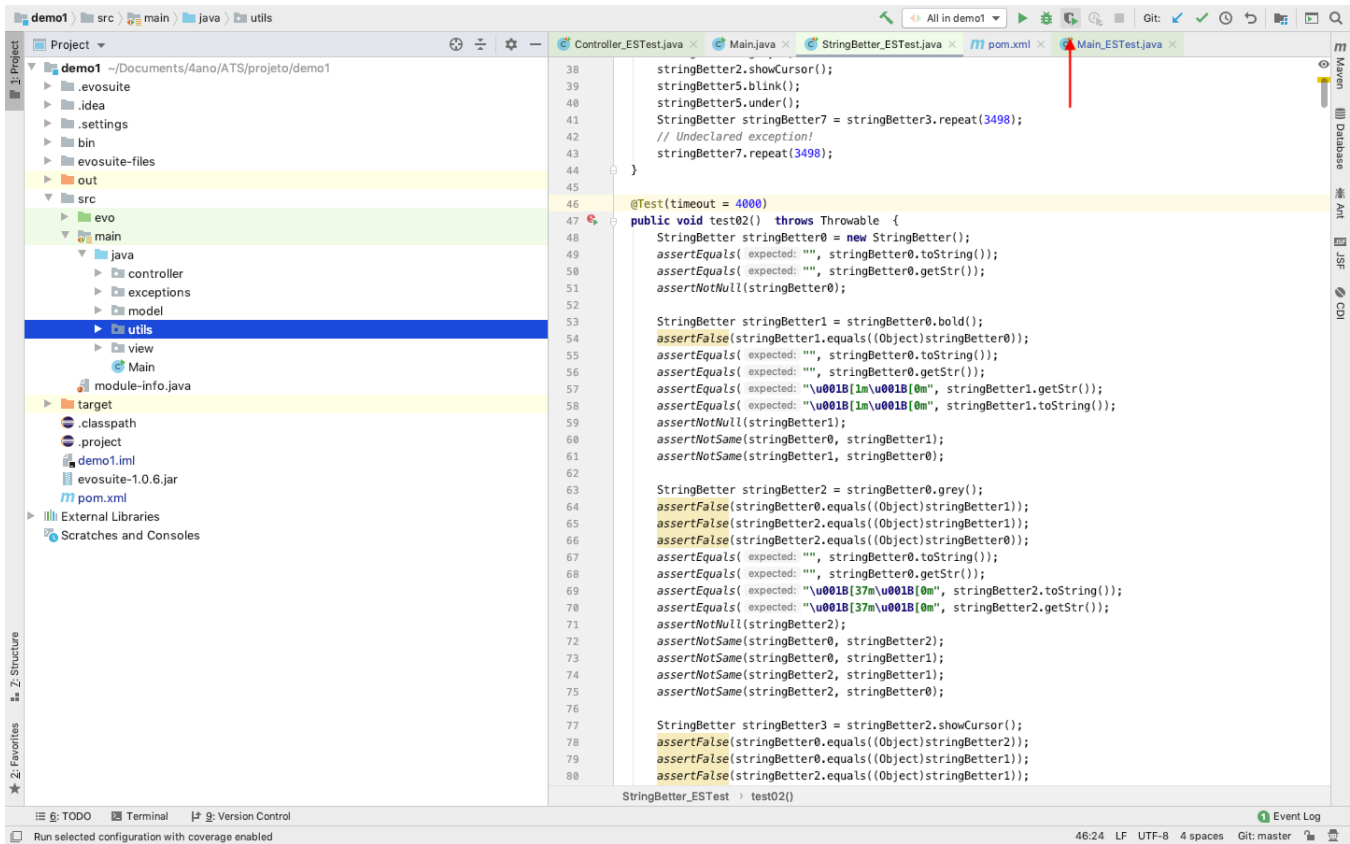 demo1 src main java utils All in demo1 Git:
1: Project
Project
Controller_ESTest.java Main.java StringBetter_ESTest.java pom.xml Main_ESTest.java
demo1 ~/Documents/4ano/ATS/projeto/demo1
.evosuite
.idea
.settings
bin
evosuite-files
out
src
evo
main
java
controller
exceptions
model
utils
view
Main
module-info.java
target
.classpath
.project
demo1.iml
evosuite-1.0.6.jar
pom.xml
External Libraries
Scratches and Consoles
Z: Structure
2: Favorites
38 stringBetter2.showCursor();
39 stringBetter5.blink();
40 stringBetter5.under();
41 StringBetter stringBetter7 = stringBetter3.repeat(3498);
42 // Undeclared exception!
43 stringBetter7.repeat(3498);
44 }
45
46 @Test(timeout = 4000)
47 public void test02() throws Throwable {
48 StringBetter stringBetter0 = new StringBetter();
49 assertEquals( expected: "", stringBetter0.toString());
50 assertEquals( expected: "", stringBetter0.getStr());
51 assertNotNull(stringBetter0);
52
53 StringBetter stringBetter1 = stringBetter0.bold();
54 assertFalse(stringBetter1.equals((Object)stringBetter0));
55 assertEquals( expected: "", stringBetter0.toString());
56 assertEquals( expected: "", stringBetter0.getStr());
57 assertEquals( expected: "\u001B[1m\u001B[0m", stringBetter1.getStr());
58 assertEquals( expected: "\u001B[1m\u001B[0m", stringBetter1.toString());
59 assertNotNull(stringBetter1);
60 assertNotSame(stringBetter0, stringBetter1);
61 assertNotSame(stringBetter1, stringBetter0);
62
63 StringBetter stringBetter2 = stringBetter0.grey();
64 assertFalse(stringBetter0.equals((Object)stringBetter1));
65 assertFalse(stringBetter2.equals((Object)stringBetter1));
66 assertFalse(stringBetter2.equals((Object)stringBetter0));
67 assertEquals( expected: "", stringBetter0.toString());
68 assertEquals( expected: "", stringBetter0.getStr());
69 assertEquals( expected: "\u001B[37m\u001B[0m", stringBetter2.toString());
70 assertEquals( expected: "\u001B[37m\u001B[0m", stringBetter2.getStr());
71 assertNotNull(stringBetter2);
72 assertNotSame(stringBetter0, stringBetter2);
73 assertNotSame(stringBetter0, stringBetter1);
74 assertNotSame(stringBetter2, stringBetter1);
75 assertNotSame(stringBetter2, stringBetter0);
76
77 StringBetter stringBetter3 = stringBetter2.showCursor();
78 assertFalse(stringBetter0.equals((Object)stringBetter2));
79 assertFalse(stringBetter0.equals((Object)stringBetter1));
80 assertFalse(stringBetter2.equals((Object)stringBetter1));
StringBetter_ESTest test02()
Maven
Database
Ant
JSF
CDI
6: TODO Terminal 9: Version Control 1 Event Log
Run selected configuration with coverage enabled 46:24 LF UTF-8 4 spaces Git: master